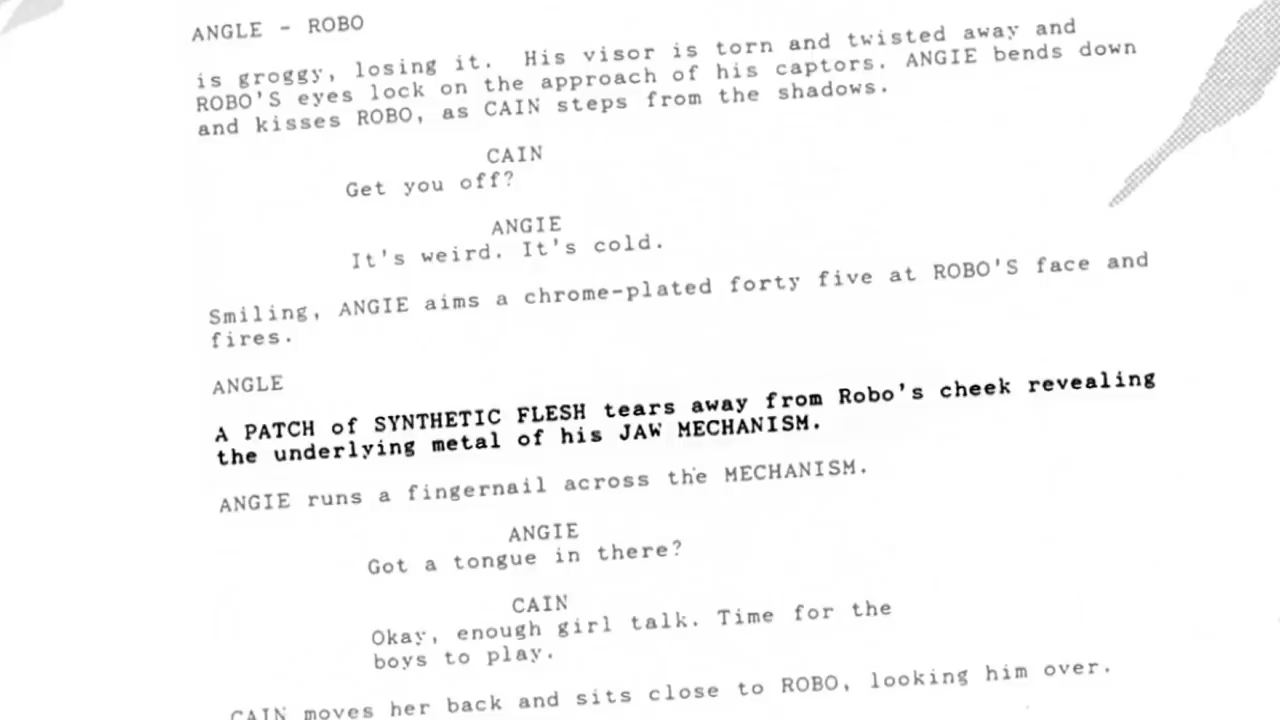 ANGLE - ROBO
is groggy, losing it. His visor is torn and twisted away and
ROBO'S eyes lock on the approach of his captors. ANGIE bends down
and kisses ROBO, as CAIN steps from the shadows.
CAIN
Get you off?
ANGIE
It's weird. It's cold.
Smiling, ANGIE aims a chrome-plated forty five at ROBO'S face and
fires.
ANGLE
A PATCH of SYNTHETIC FLESH tears away from Robo's cheek revealing
the underlying metal of his JAW MECHANISM.
ANGIE runs a fingernail across the MECHANISM.
ANGIE
Got a tongue in there?
CAIN
Okay, enough girl talk. Time for the
boys to play.
CAIN moves her back and sits close to ROBO, looking him over.